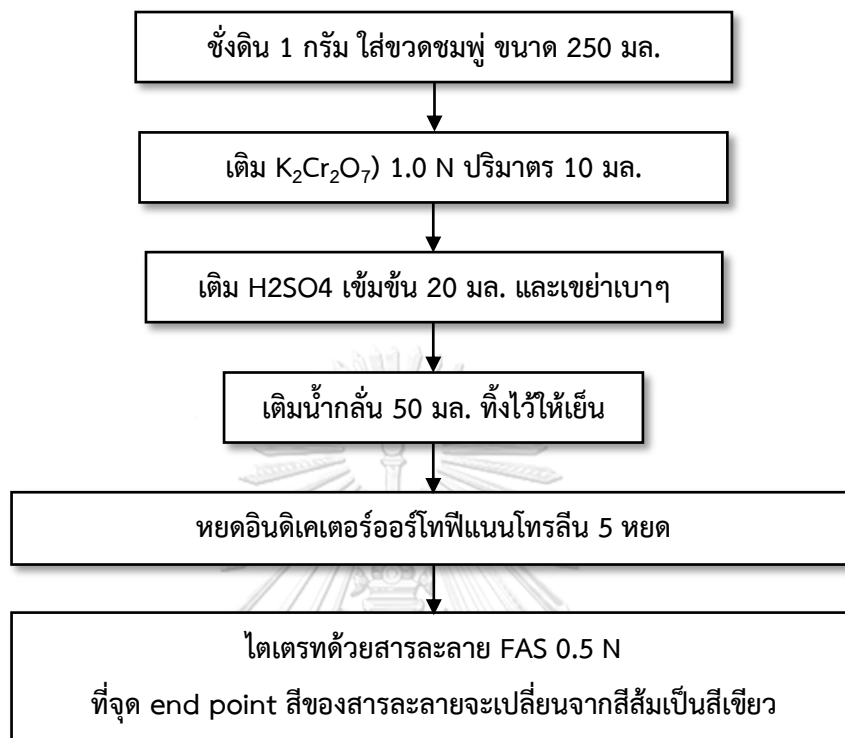 ชั่งดิน 1 กรัม ใส่ขวดชมพู่ ขนาด 250 มล.
เติม K₂Cr₂O₇) 1.0 N ปริมาตร 10 มล.
เติม H2SO4 เข้มข้น 20 มล. และเขย่าเบาๆ
เติมน้ำกลั่น 50 มล. ทิ้งไว้ให้เย็น
หยดอินดิเคเตอร์ออร์โทฟีแนนโทรลีน 5 หยด
ไตเตรทด้วยสารละลาย FAS 0.5 N
ที่จุด end point สีของสารละลายจะเปลี่ยนจากสีส้มเป็นสีเขียว